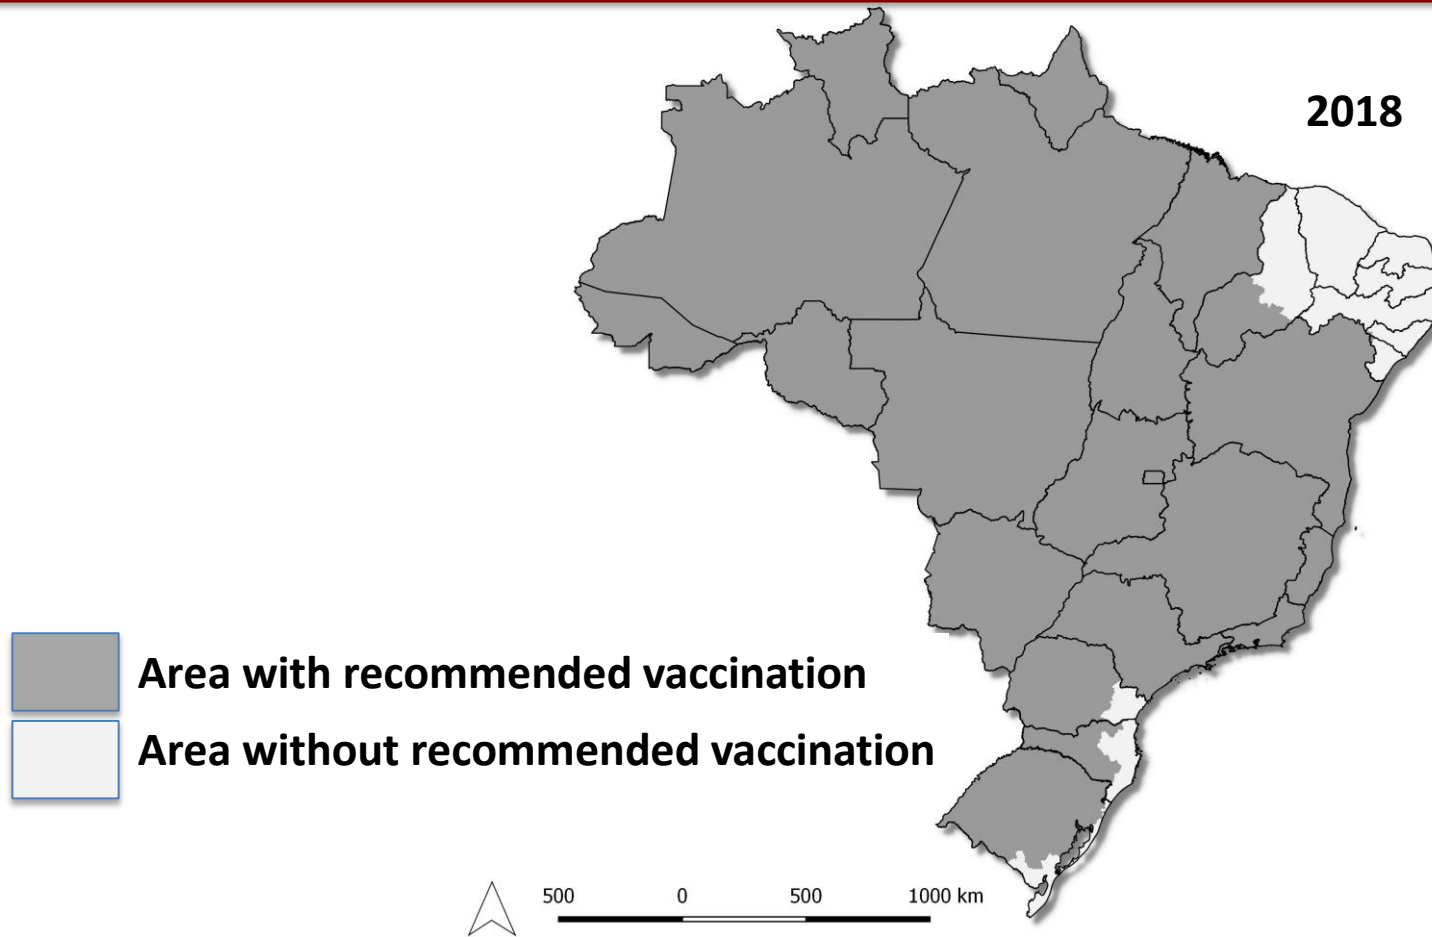 2018
Area with recommended vaccination
Area without recommended vaccination
500 0 500 1000 km